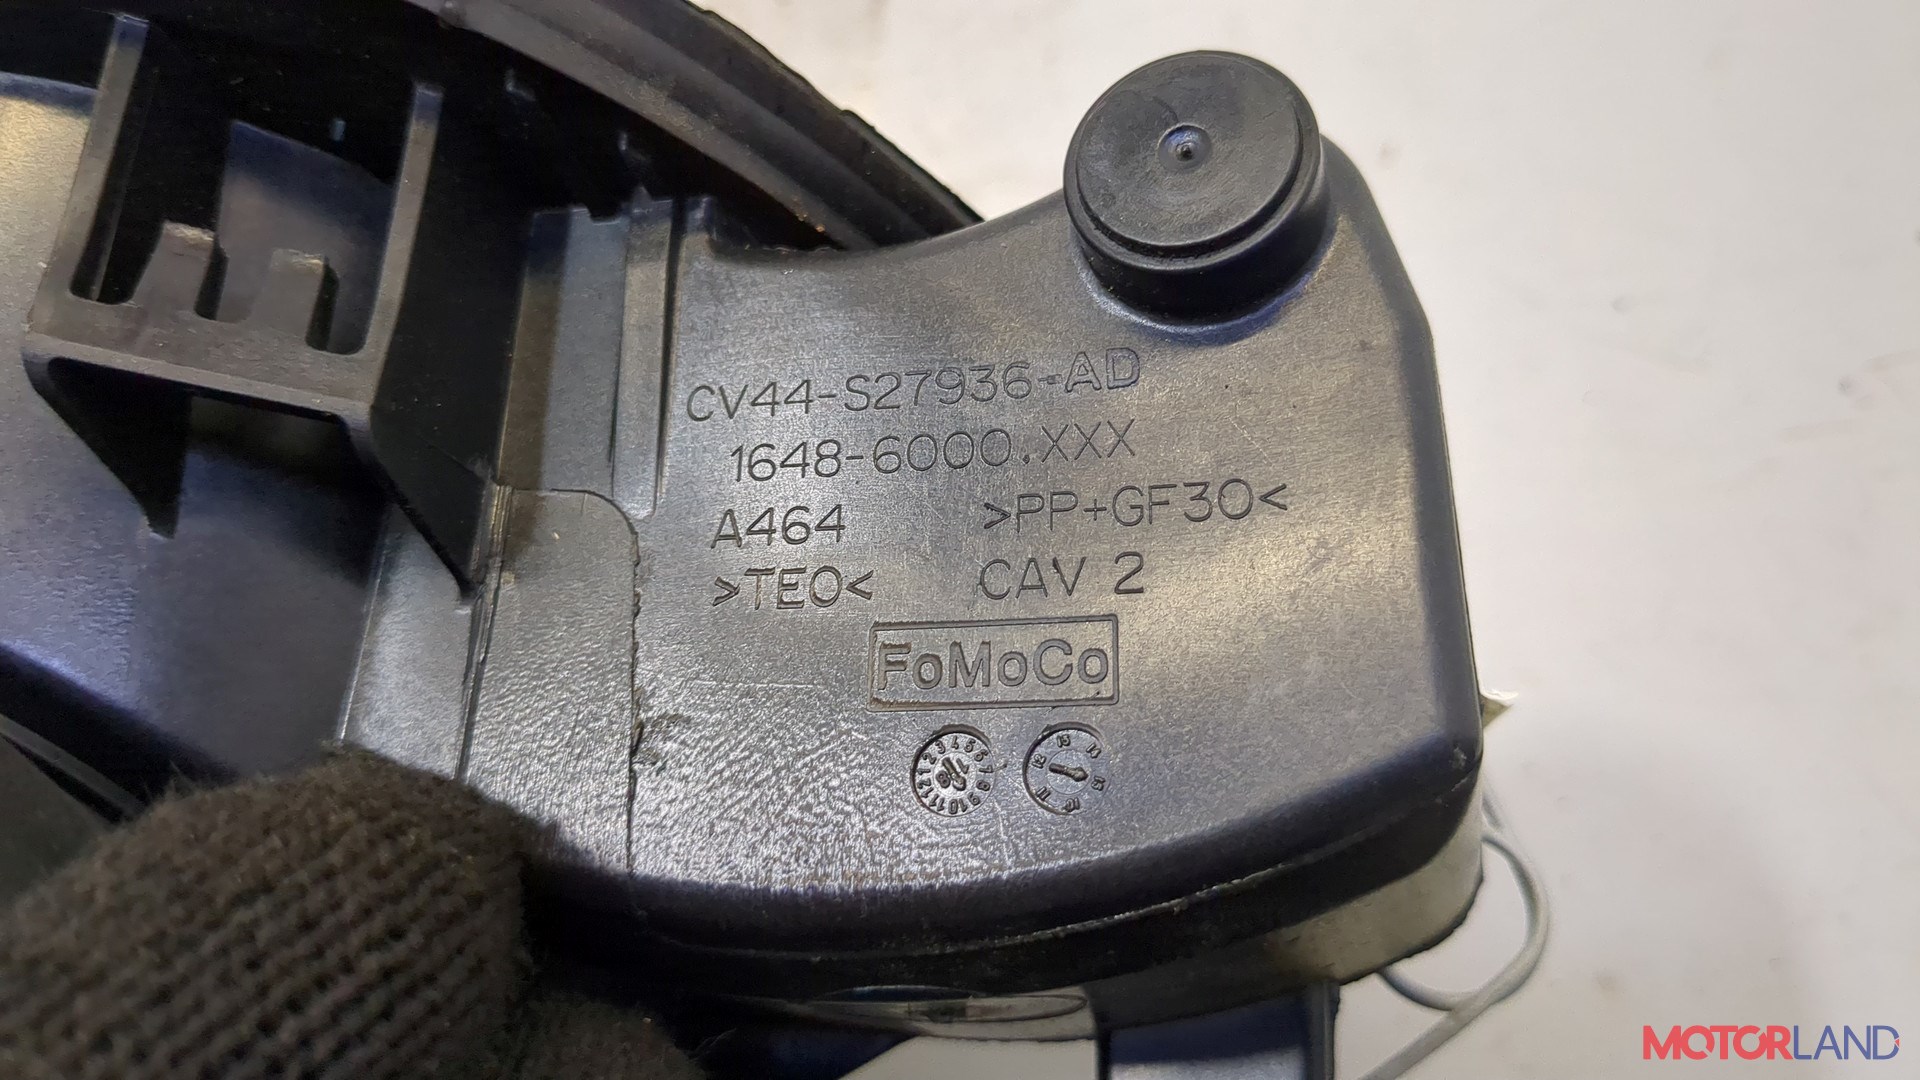 CV44-S27936-AD
1648-6000.XXX
A464 >PP+GF30<
>TEO< CAV 2
FoMoCo
MOTORLAND